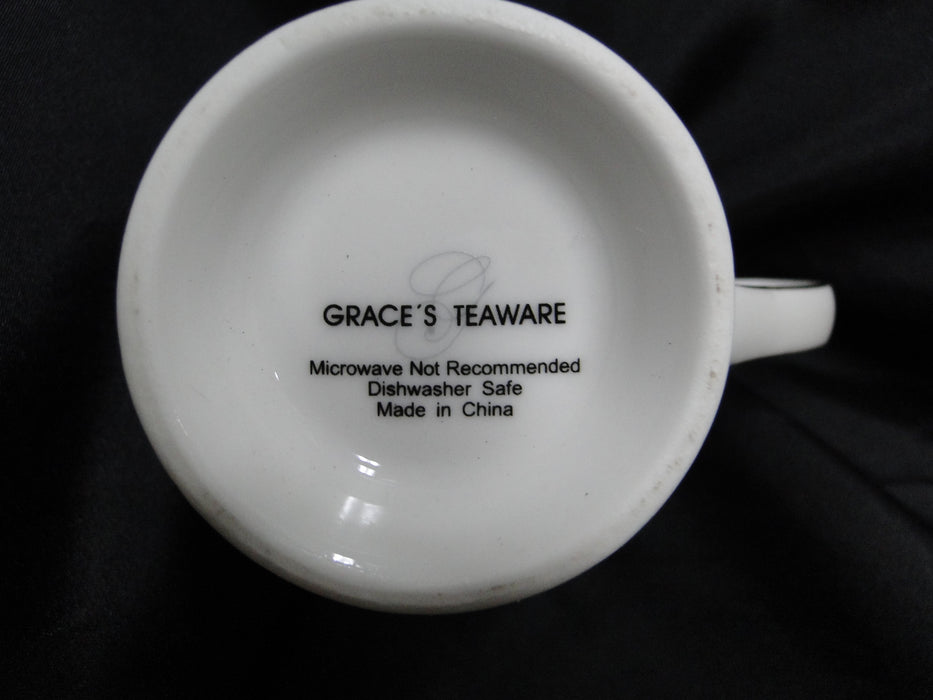 G
GRACE´S TEAWARE
Microwave Not Recommended
Dishwasher Safe
Made in China